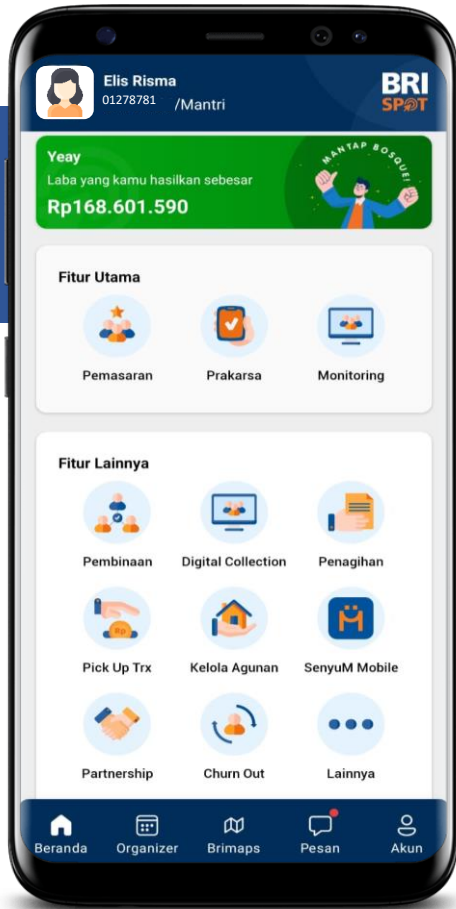 Elis Risma
01278781 /Mantri
BRI
SPOT
Yeay
Laba yang kamu hasilkan sebesar
Rp168.601.590
MANTAP BOSQUE!
Fitur Utama
Pemasaran Prakarsa Monitoring
Fitur Lainnya
Pembinaan Digital Collection Penagihan
Rp
Pick Up Trx Kelola Agunan SenyuM Mobile
Partnership Churn Out Lainnya
Beranda Organizer Brimaps Pesan Akun